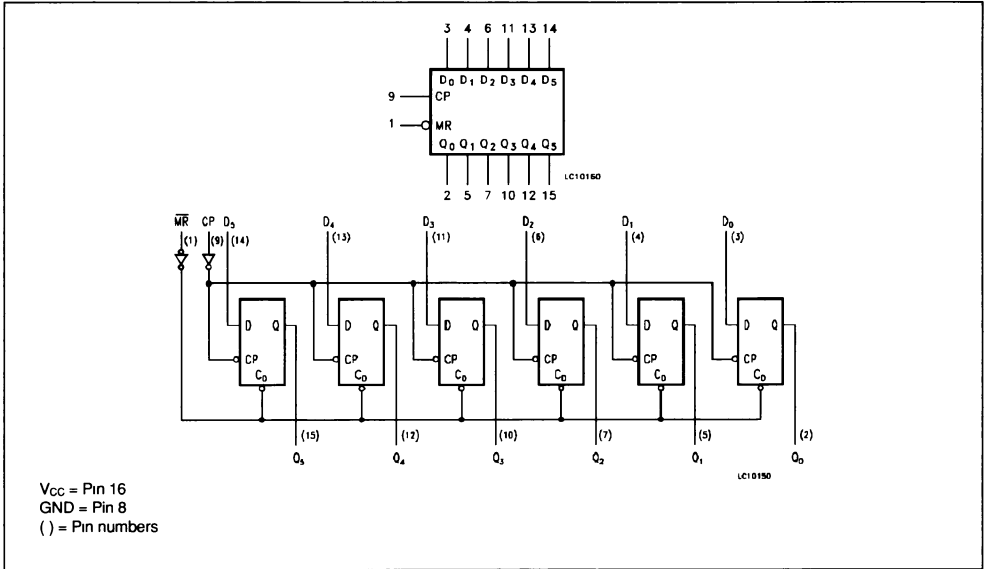 3 4 6 11 13 14
D0 D1 D2 D3 D4 D5
9 CP
1 MR
Q0 Q1 Q2 Q3 Q4 Q5
LC10160
2 5 7 10 12 15
MR CP D5 D4 D3 D2 D1 D0
(1) (9) (14) (13) (11) (6) (4) (3)
D Q D Q D Q D Q D Q D Q
CP CP CP CP CP CP
CD CD CD CD CD CD
(15) (12) (10) (7) (5) (2)
Q5 Q4 Q3 Q2 Q1 Q0
LC10150
VCC = Pin 16
GND = Pin 8
( ) = Pin numbers